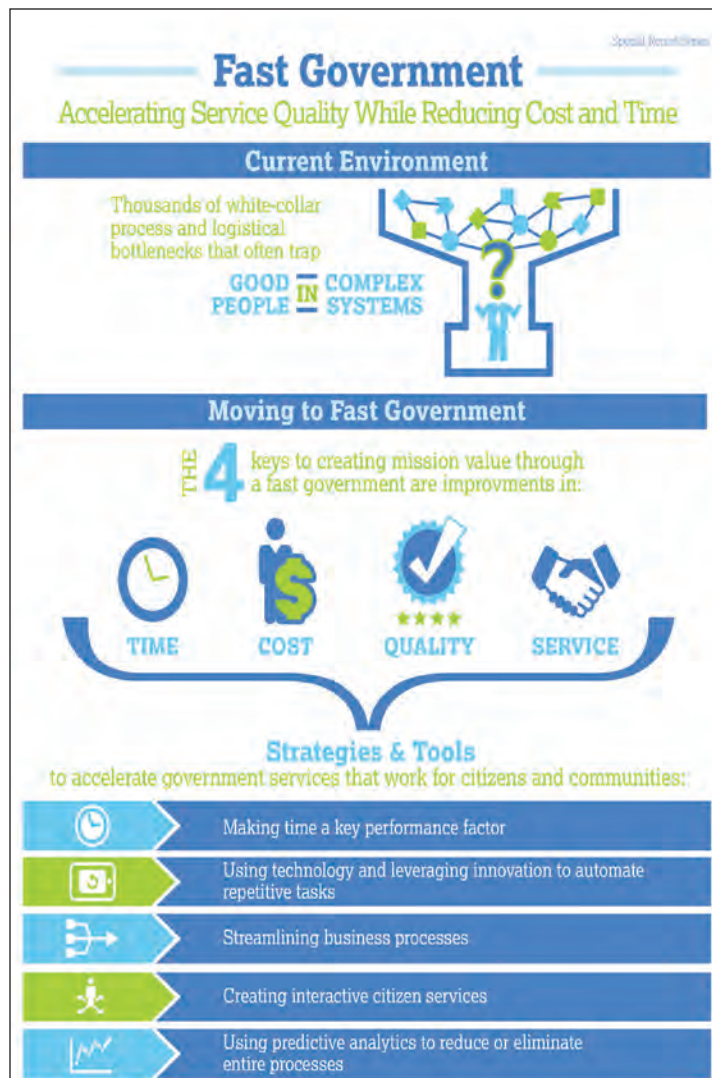 Special Report Series
Fast Government
Accelerating Service Quality While Reducing Cost and Time
Current Environment
Thousands of white-collar
process and logistical
bottlenecks that often trap
GOOD PEOPLE IN COMPLEX SYSTEMS
?
Moving to Fast Government
THE 4 keys to creating mission value through
a fast government are improvments in:
$
TIME COST QUALITY SERVICE
Strategies & Tools
to accelerate government services that work for citizens and communities:
Making time a key performance factor
Using technology and leveraging innovation to automate
repetitive tasks
Streamlining business processes
Creating interactive citizen services
Using predictive analytics to reduce or eliminate
entire processes